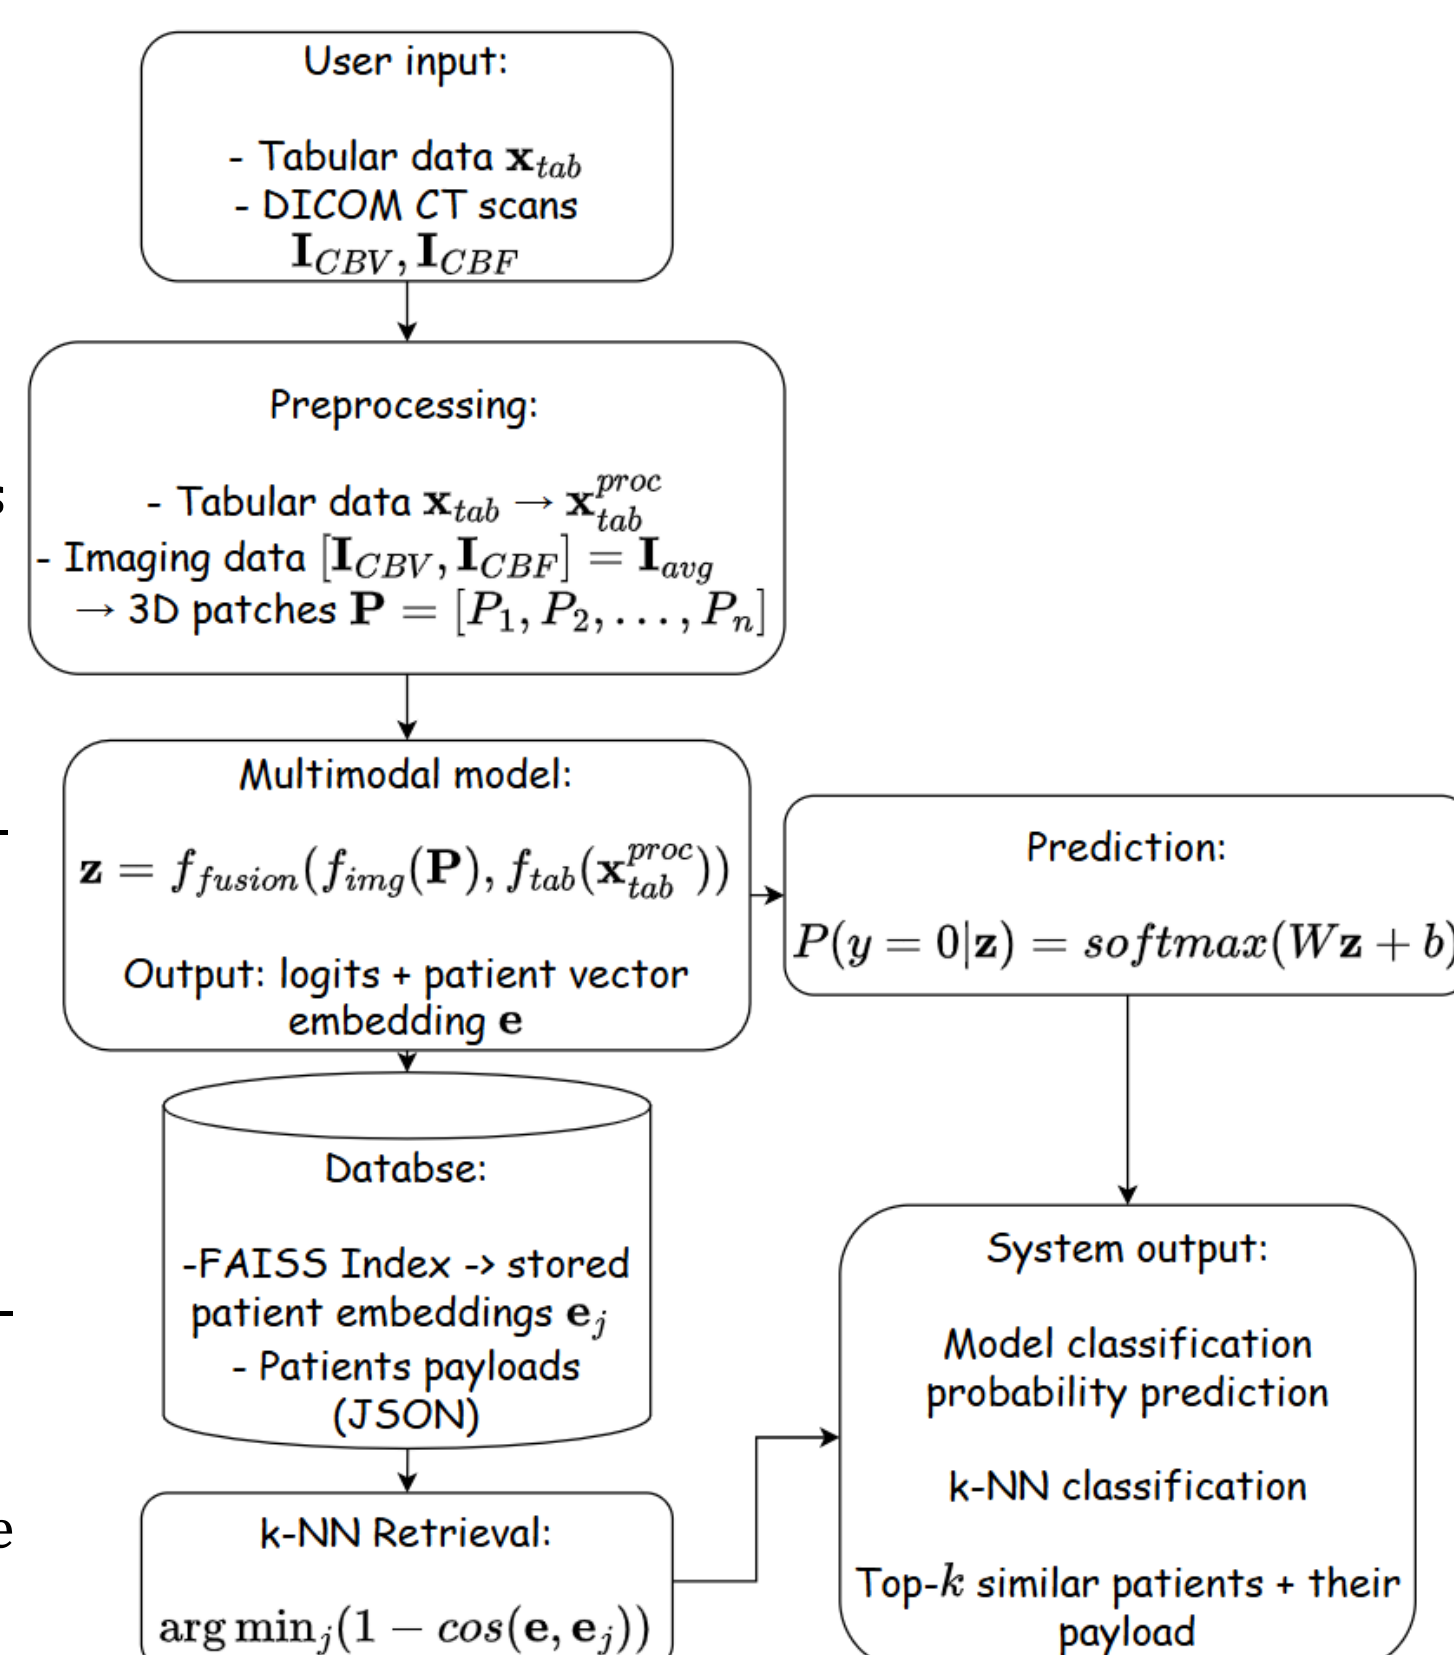 User input:
- Tabular data x_tab
- DICOM CT scans
I_CBV, I_CBF
Preprocessing:
- Tabular data x_tab → x_tab^proc
- Imaging data [I_CBV, I_CBF] = I_avg
→ 3D patches P = [P_1, P_2, ..., P_n]
Multimodal model:
z = f_fusion(f_img(P), f_tab(x_tab^proc))
Output: logits + patient vector
embedding e
Prediction:
P(y = 0|z) = softmax(Wz + b)
Databse:
-FAISS Index -> stored
patient embeddings e_j
- Patients payloads
(JSON)
k-NN Retrieval:
arg min_j(1 − cos(e, e_j))
System output:
Model classification
probability prediction
k-NN classification
Top-k similar patients + their
payload